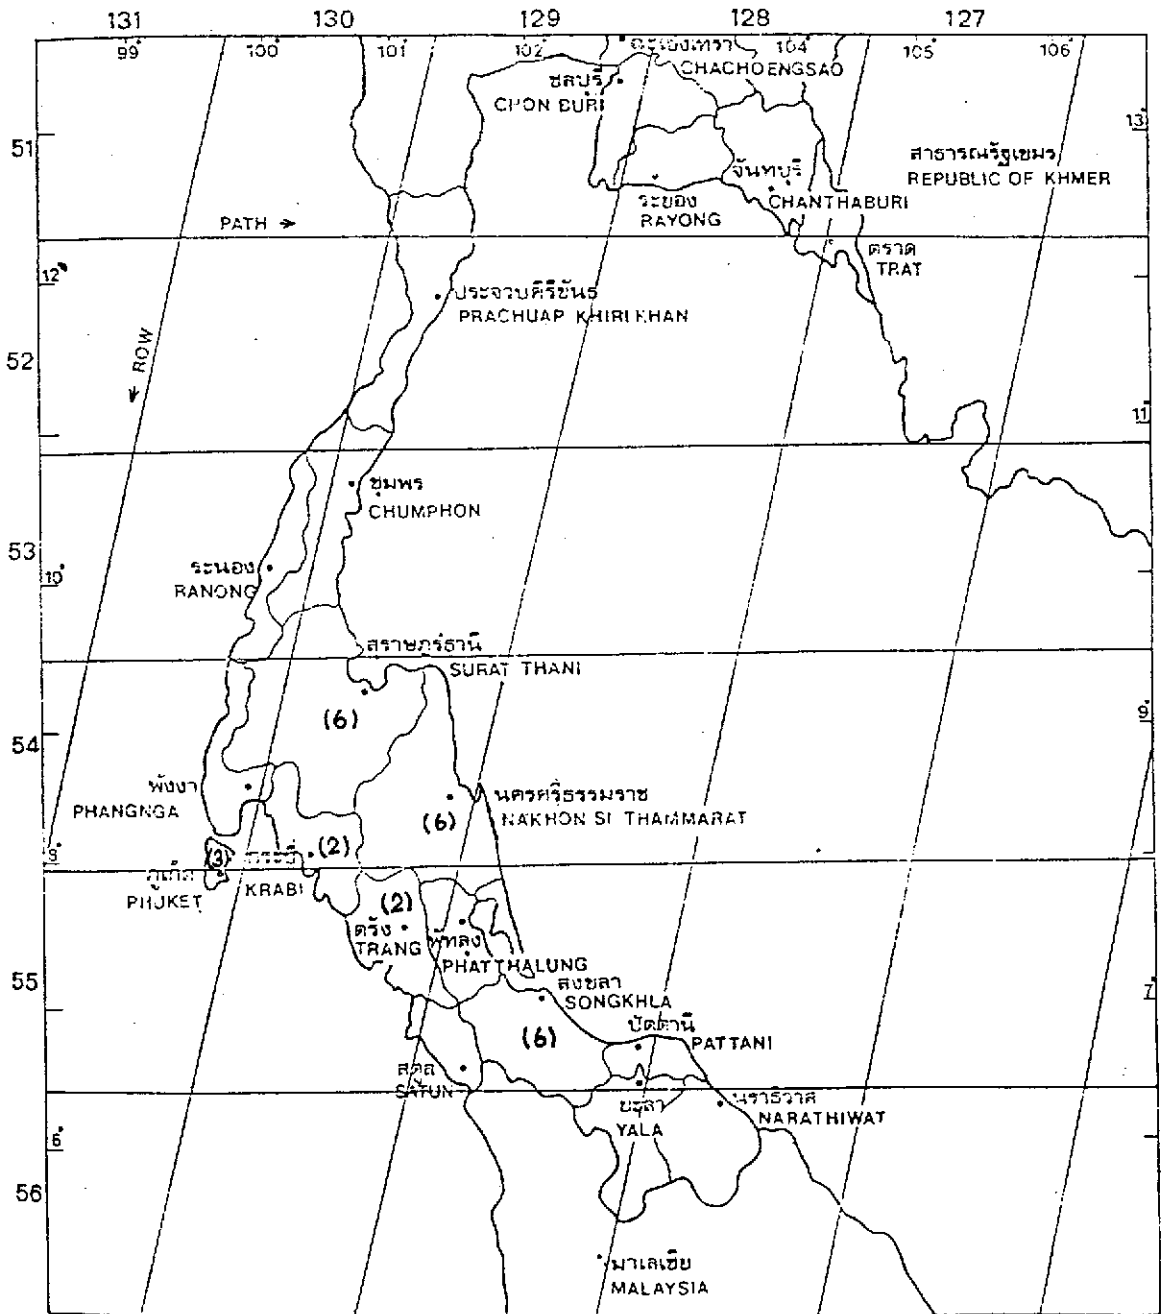 131 130 129 128 127
99° 100° 101 102° 104° 105° 106°
ฉะเชิงเทรา
CHACHOENGSAO
ชลบุรี
CHON BURI
51
13°
จันทบุรี
CHANTHABURI
สาธารณรัฐเขมร
REPUBLIC OF KHMER
ระยอง
RAYONG
PATH →
ตราด
TRAT
12°
ประจวบคีรีขันธ์
PRACHUAP KHIRI KHAN
52
← ROW
11°
ชุมพร
CHUMPHON
53
10°
ระนอง
RANONG
สุราษฎร์ธานี
SURAT THANI
(6)
9°
54
พังงา
PHANGNGA
นครศรีธรรมราช
NAKHON SI THAMMARAT
(6)
8°
(3)
กระบี่
KRABI
(2)
ภูเก็ต
PHUKET
(2)
ตรัง
TRANG
พัทลุง
PHATTHALUNG
55
7°
สงขลา
SONGKHLA
(6)
ปัตตานี
PATTANI
สตูล
SATUN
ยะลา
YALA
นราธิวาส
NARATHIWAT
6°
56
มาเลเซีย
MALAYSIA